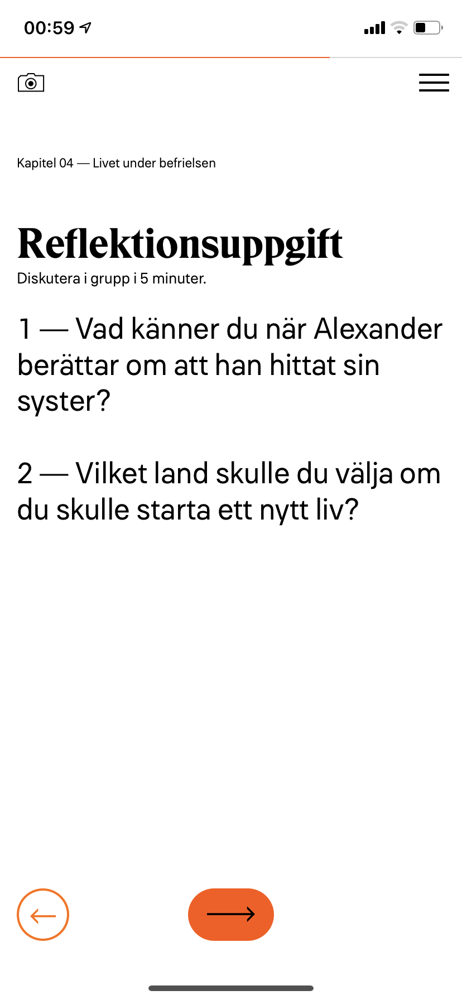 00:59
Kapitel 04 — Livet under befrielsen
Reflektionsuppgift
Diskutera i grupp i 5 minuter.
1 — Vad känner du när Alexander
berättar om att han hittat sin
syster?
2 — Vilket land skulle du välja om
du skulle starta ett nytt liv?